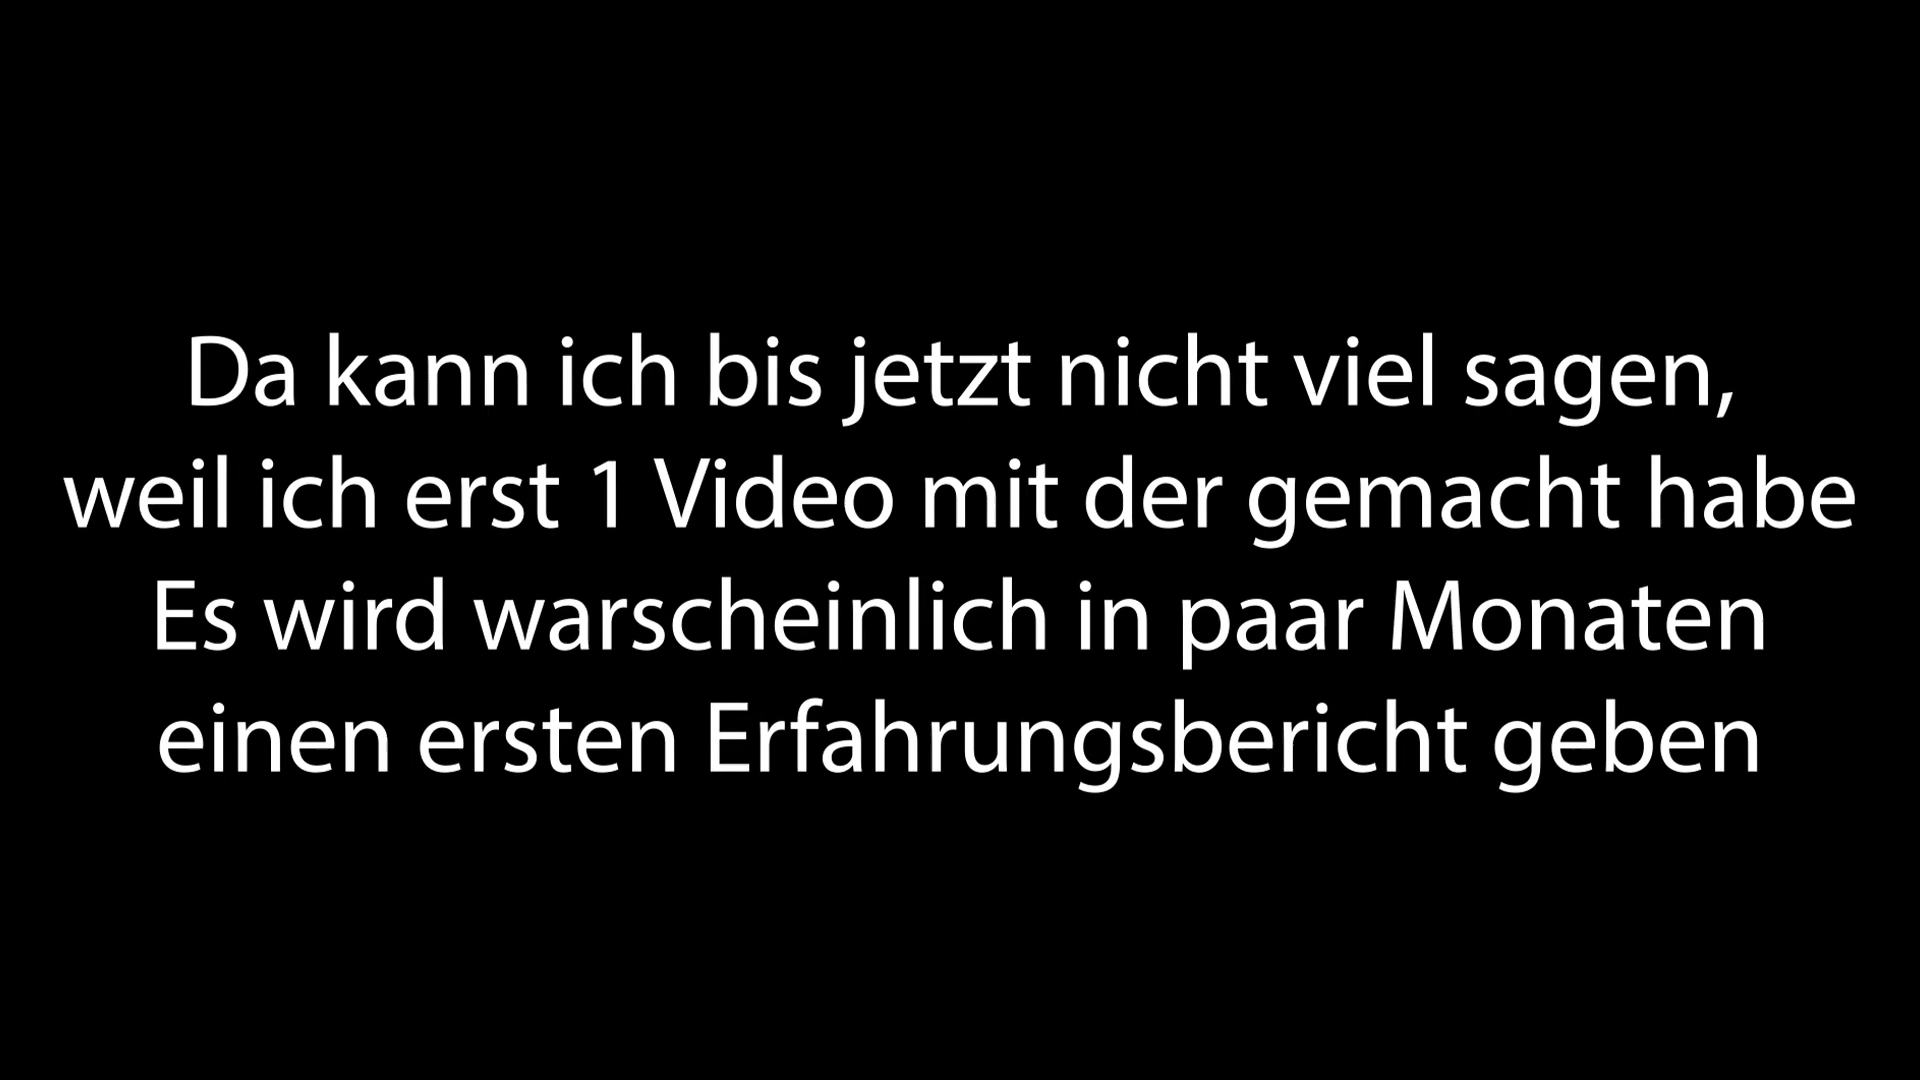 Da kann ich bis jetzt nicht viel sagen,
weil ich erst 1 Video mit der gemacht habe
Es wird warscheinlich in paar Monaten
einen ersten Erfahrungsbericht geben